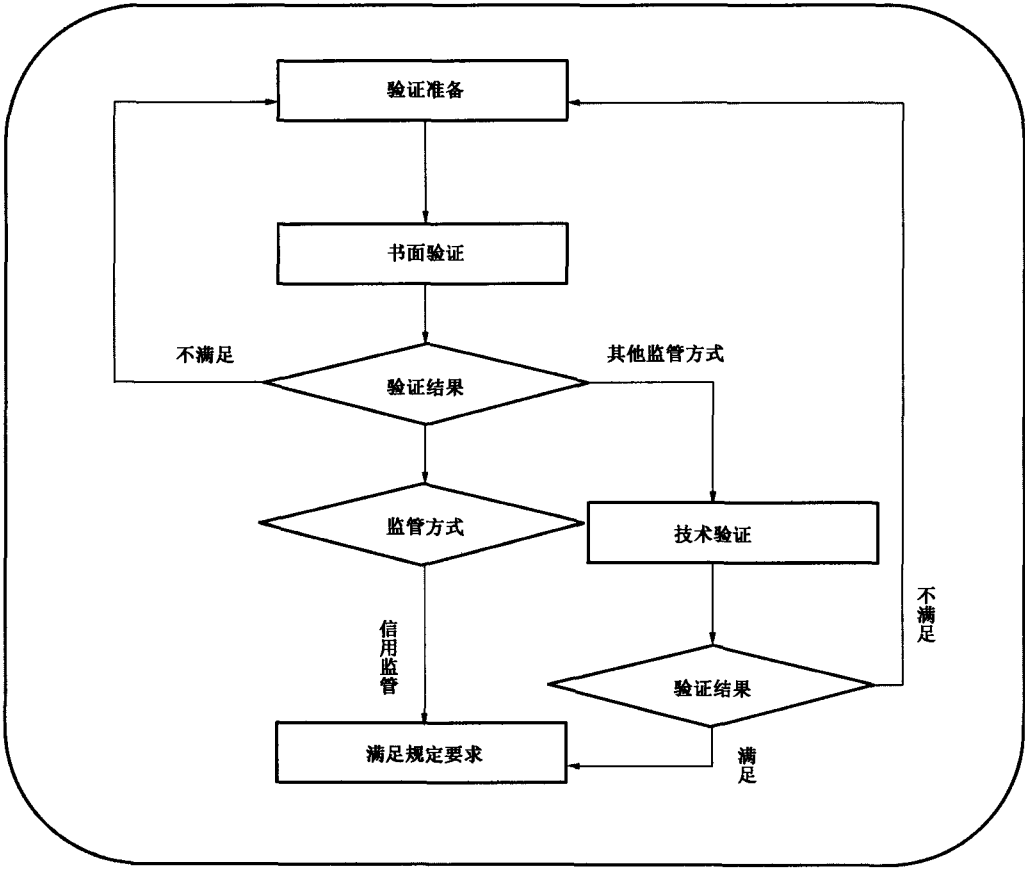 验证准备
书面验证
不满足
其他监管方式
验证结果
监管方式
技术验证
信用监管
不满足
验证结果
满足规定要求
满足